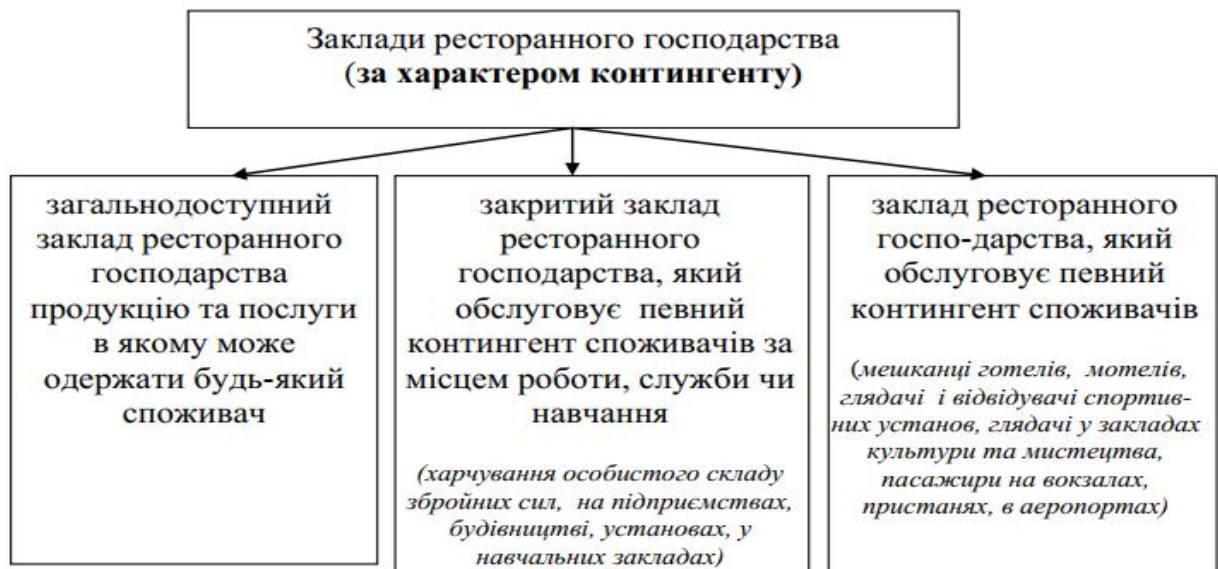 Заклади ресторанного господарства
(за характером контингенту)
загальнодоступний
заклад ресторанного
господарства
продукцію та послуги
в якому може
одержати будь-який
споживач
закритий заклад
ресторанного
господарства, який
обслуговує певний
контингент споживачів за
місцем роботи, служби чи
навчання
(харчування особистого складу
збройних сил, на підприємствах,
будівництві, установах, у
навчальних закладах)
заклад ресторанного
госпо-дарства, який
обслуговує певний
контингент споживачів
(мешканці готелів, мотелів,
глядачі і відвідувачі спортив-
них установ, глядачі у закладах
культури та мистецтва,
пасажири на вокзалах,
пристанях, в аеропортах)